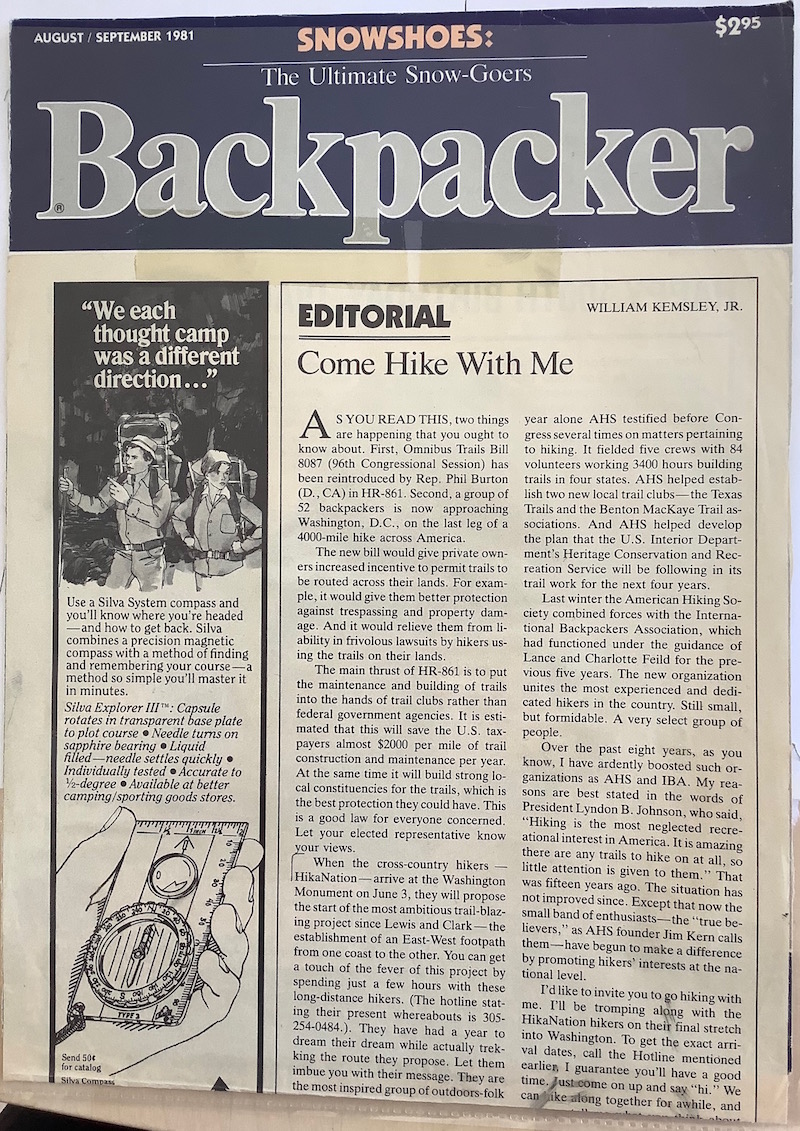 AUGUST / SEPTEMBER 1981
SNOWSHOES:
$2.95
The Ultimate Snow-Goers
Backpacker
®
“We each
thought camp
was a different
direction...”
Use a Silva System compass and
you’ll know where you’re headed
—and how to get back. Silva
combines a precision magnetic
compass with a method of finding
and remembering your course—a
method so simple you’ll master it
in minutes.
Silva Explorer III™: Capsule
rotates in transparent base plate
to plot course • Needle turns on
sapphire bearing • Liquid
filled—needle settles quickly •
Individually tested • Accurate to
½-degree • Available at better
camping/sporting goods stores.
TYPE 3
Send 50¢
for catalog
Silva Compass
EDITORIAL
WILLIAM KEMSLEY, JR.
Come Hike With Me
AS YOU READ THIS, two things
are happening that you ought to
know about. First, Omnibus Trails Bill
8087 (96th Congressional Session) has
been reintroduced by Rep. Phil Burton
(D., CA) in HR-861. Second, a group of
52 backpackers is now approaching
Washington, D.C., on the last leg of a
4000-mile hike across America.
The new bill would give private own-
ers increased incentive to permit trails to
be routed across their lands. For exam-
ple, it would give them better protection
against trespassing and property dam-
age. And it would relieve them from li-
ability in frivolous lawsuits by hikers us-
ing the trails on their lands.
The main thrust of HR-861 is to put
the maintenance and building of trails
into the hands of trail clubs rather than
federal government agencies. It is esti-
mated that this will save the U.S. tax-
payers almost $2000 per mile of trail
construction and maintenance per year.
At the same time it will build strong lo-
cal constituencies for the trails, which is
the best protection they could have. This
is a good law for everyone concerned.
Let your elected representative know
your views.
When the cross-country hikers —
HikaNation—arrive at the Washington
Monument on June 3, they will propose
the start of the most ambitious trail-blaz-
ing project since Lewis and Clark—the
establishment of an East-West footpath
from one coast to the other. You can get
a touch of the fever of this project by
spending just a few hours with these
long-distance hikers. (The hotline stat-
ing their present whereabouts is 305-
254-0484.). They have had a year to
dream their dream while actually trek-
king the route they propose. Let them
imbue you with their message. They are
the most inspired group of outdoors-folk
year alone AHS testified before Con-
gress several times on matters pertaining
to hiking. It fielded five crews with 84
volunteers working 3400 hours building
trails in four states. AHS helped estab-
lish two new local trail clubs—the Texas
Trails and the Benton MacKaye Trail as-
sociations. And AHS helped develop
the plan that the U.S. Interior Depart-
ment’s Heritage Conservation and Rec-
reation Service will be following in its
trail work for the next four years.
Last winter the American Hiking So-
ciety combined forces with the Interna-
tional Backpackers Association, which
had functioned under the guidance of
Lance and Charlotte Feild for the pre-
vious five years. The new organization
unites the most experienced and dedi-
cated hikers in the country. Still small,
but formidable. A very select group of
people.
Over the past eight years, as you
know, I have ardently boosted such or-
ganizations as AHS and IBA. My rea-
sons are best stated in the words of
President Lyndon B. Johnson, who said,
“Hiking is the most neglected recre-
ational interest in America. It is amazing
there are any trails to hike on at all, so
little attention is given to them.” That
was fifteen years ago. The situation has
not improved since. Except that now the
small band of enthusiasts—the “true be-
lievers,” as AHS founder Jim Kern calls
them—have begun to make a difference
by promoting hikers’ interests at the na-
tional level.
I’d like to invite you to go hiking with
me. I’ll be tromping along with the
HikaNation hikers on their final stretch
into Washington. To get the exact arri-
val dates, call the Hotline mentioned
earlier, I guarantee you’ll have a good
time. Just come on up and say “hi.” We
can hike along together for awhile, and